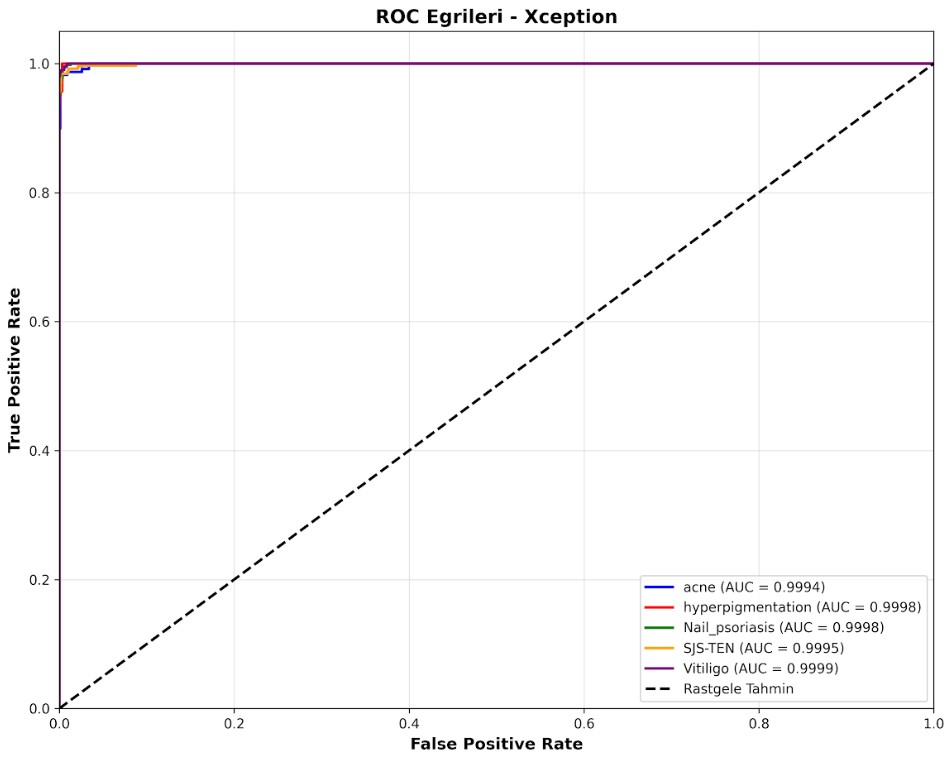 ROC Egrileri - Xception
True Positive Rate
1.0
0.8
0.6
0.4
0.2
0.0
0.0 0.2 0.4 0.6 0.8 1.0
False Positive Rate
acne (AUC = 0.9994)
hyperpigmentation (AUC = 0.9998)
Nail_psoriasis (AUC = 0.9998)
SJS-TEN (AUC = 0.9995)
Vitiligo (AUC = 0.9999)
Rastgele Tahmin